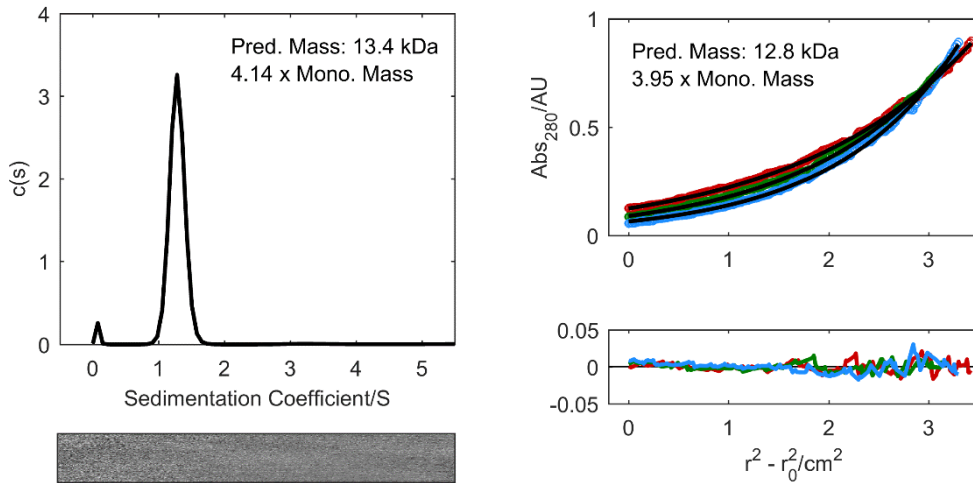 4
3
2
1
0
c(s)
Pred. Mass: 13.4 kDa
4.14 x Mono. Mass
0 1 2 3 4 5
Sedimentation Coefficient/S
1
0.5
0
Abs280/AU
Pred. Mass: 12.8 kDa
3.95 x Mono. Mass
0 1 2 3
0.05
0
-0.05
0 1 2 3
r² - r₀²/cm²